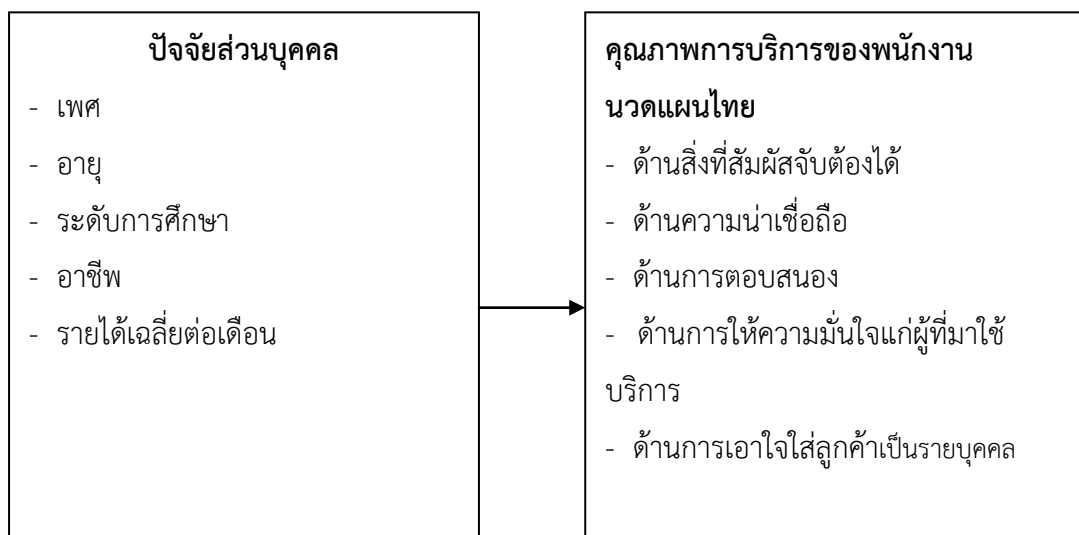 ปัจจัยส่วนบุคคล
- เพศ
- อายุ
- ระดับการศึกษา
- อาชีพ
- รายได้เฉลี่ยต่อเดือน
คุณภาพการบริการของพนักงาน
นวดแผนไทย
- ด้านสิ่งที่สัมผัสจับต้องได้
- ด้านความน่าเชื่อถือ
- ด้านการตอบสนอง
- ด้านการให้ความมั่นใจแก่ผู้ที่มาใช้
บริการ
- ด้านการเอาใจใส่ลูกค้าเป็นรายบุคคล